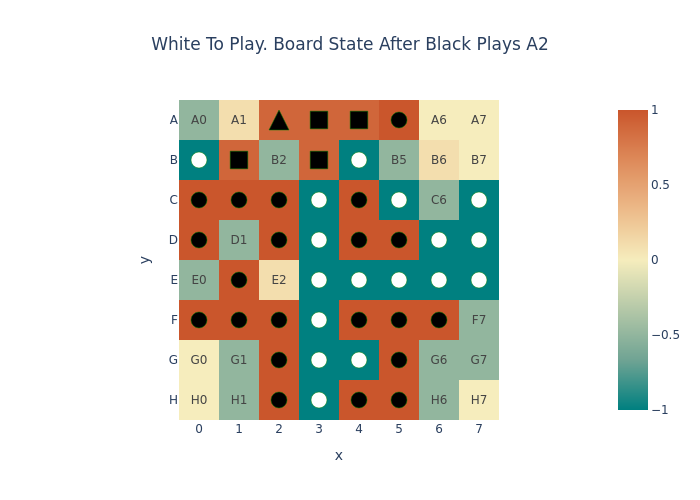 White To Play. Board State After Black Plays A2
A A0 A1 A6 A7
B B2 B5 B6 B7
C C6
D D1
E E0 E2
F F7
G G0 G1 G6 G7
H H0 H1 H6 H7
0 1 2 3 4 5 6 7
x
y
1
0.5
0
−0.5
−1